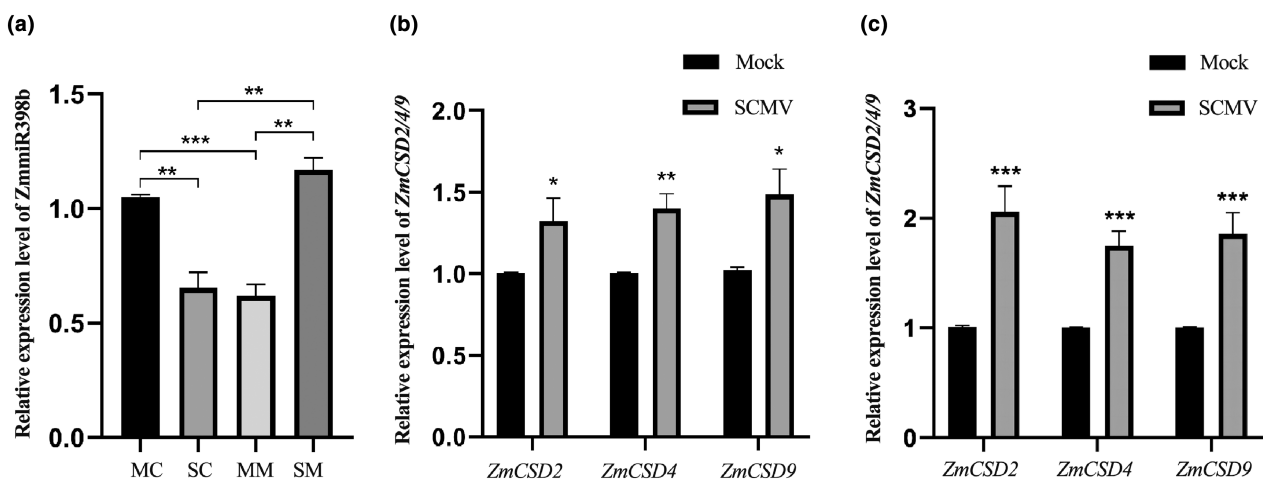 (a)
Relative expression level of ZmmiR398b
1.5
1.0
0.5
0.0
**
**
***
**
MC SC MM SM
(b)
Mock
SCMV
Relative expression level of ZmCSD2/4/9
2.0
1.5
1.0
0.5
0.0
* ** *
ZmCSD2 ZmCSD4 ZmCSD9
(c)
Mock
SCMV
Relative expression level of ZmCSD2/4/9
3
2
1
0
*** *** ***
ZmCSD2 ZmCSD4 ZmCSD9